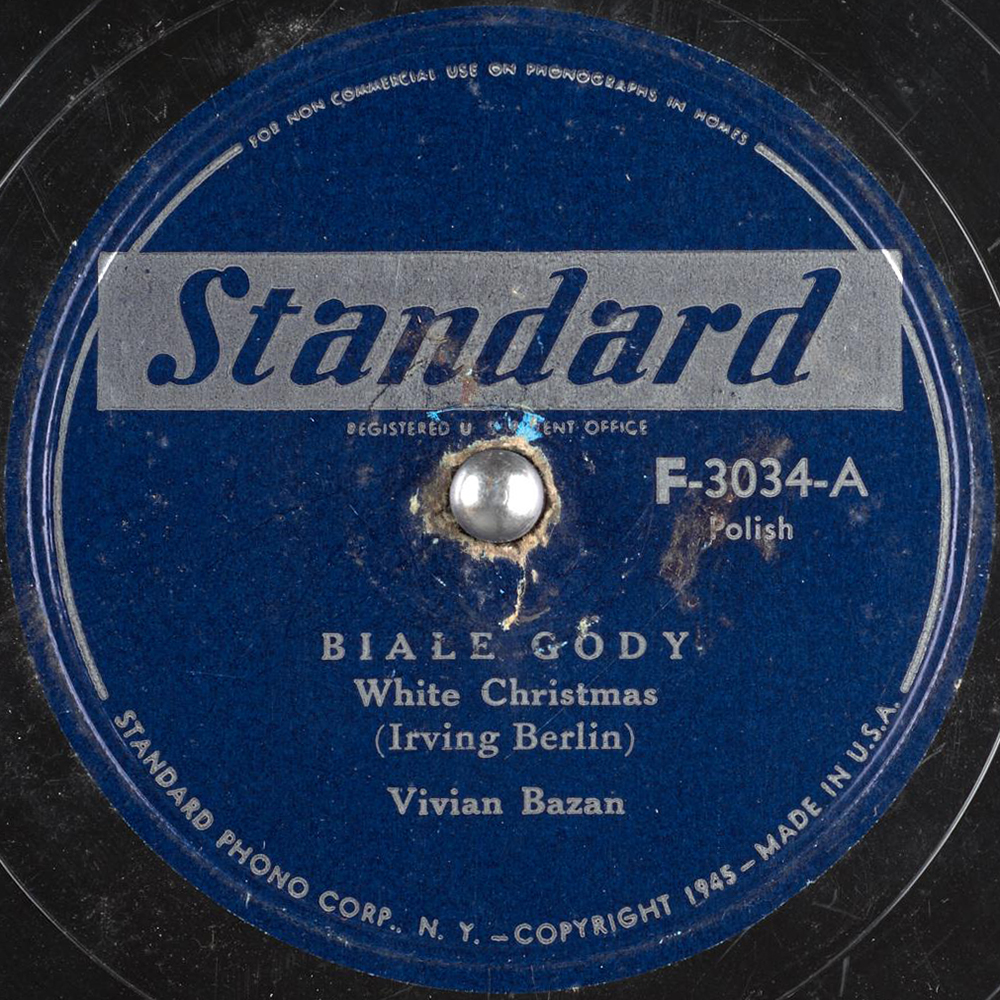 FOR NON COMMERCIAL USE ON PHONOGRAPHS IN HOMES
Standard
REGISTERED U OFFICE
F-3034-A
Polish
BIALE GODY
White Christmas
(Irving Berlin)
Vivian Bazan
STANDARD PHONO CORP., N. Y. – COPYRIGHT 1945 – MADE IN U.S.A.